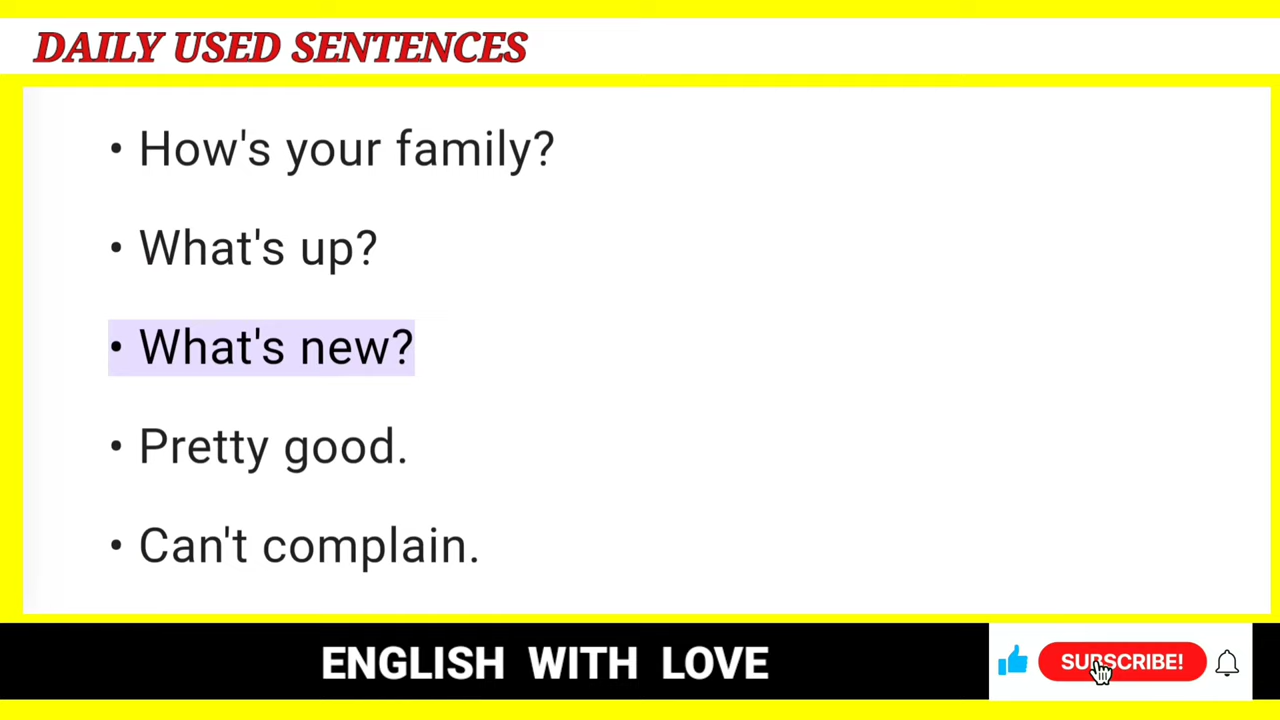 DAILY USED SENTENCES
• How's your family?
• What's up?
• What's new?
• Pretty good.
• Can't complain.
ENGLISH WITH LOVE
SUBSCRIBE!